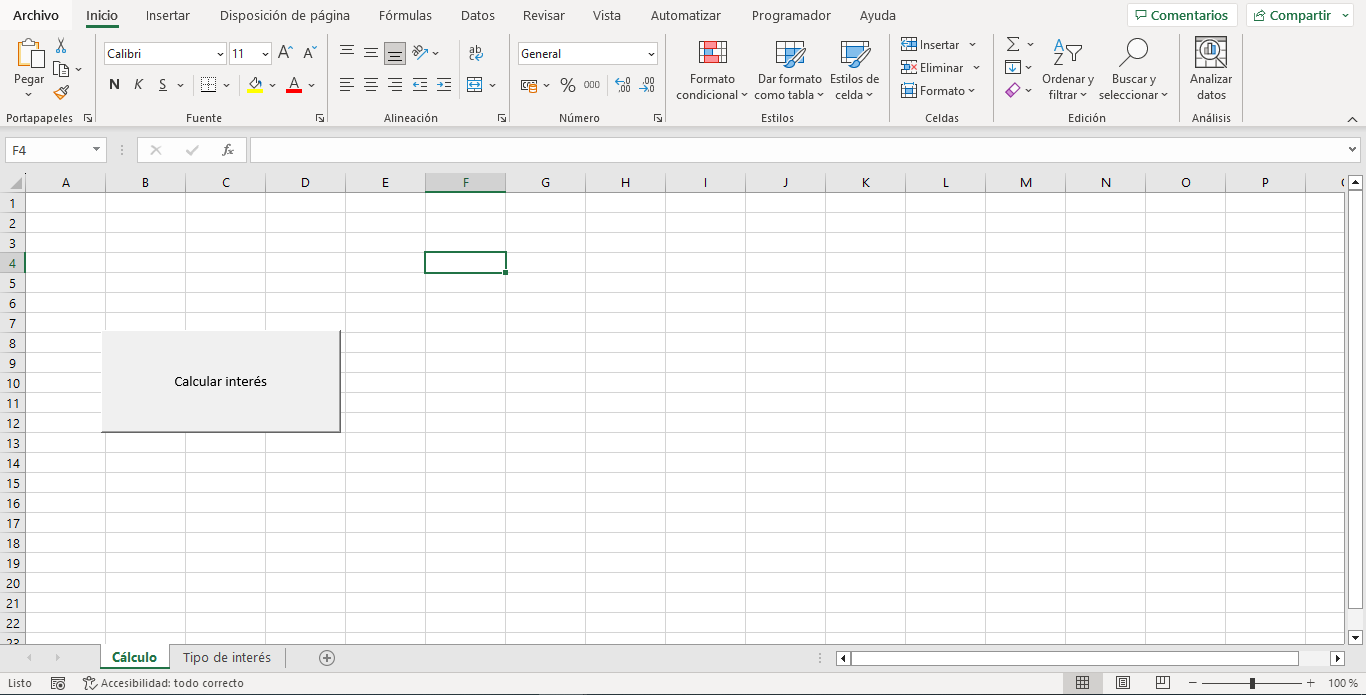 Archivo Inicio Insertar Disposición de página Fórmulas Datos Revisar Vista Automatizar Programador Ayuda Comentarios Compartir
Pegar
Portapapeles
Calibri 11
N K S
Fuente
ab
Alineación
General
% 000
Número
Formato condicional
Dar formato como tabla
Estilos de celda
Estilos
Insertar
Eliminar
Formato
Celdas
Ordenar y filtrar
Buscar y seleccionar
Edición
Analizar datos
Análisis
F4 fx
A B C D E F G H I J K L M N O P
1
2
3
4
5
6
7
8
9
10
11
12
13
14
15
16
17
18
19
20
21
22
23
Calcular interés
Cálculo Tipo de interés
Listo Accesibilidad: todo correcto 100 %